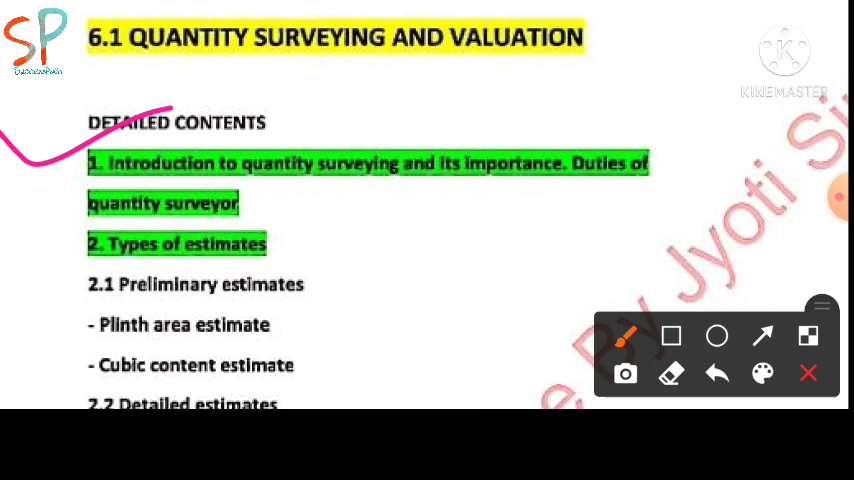 SP
SuccessPath
6.1 QUANTITY SURVEYING AND VALUATION
KINEMASTER
DETAILED CONTENTS
1. Introduction to quantity surveying and its importance. Duties of
quantity surveyor
2. Types of estimates
2.1 Preliminary estimates
- Plinth area estimate
- Cubic content estimate
2.2 Detailed estimates
By Jyoti